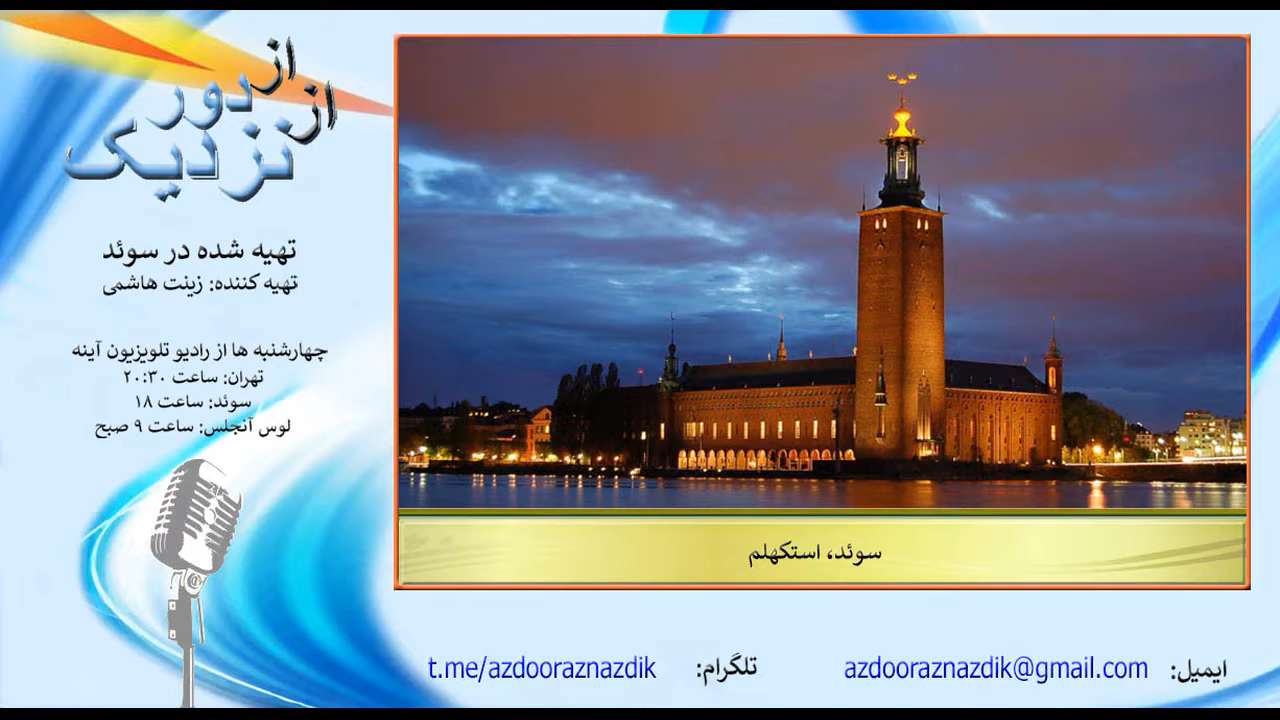 از دور
از نزدیک
تهیه شده در سوئد
تهیه کننده: زینت هاشمی
چهارشنبه ها از رادیو تلویزیون آینه
تهران: ساعت ۲۰:۳۰
سوئد: ساعت ۱۸
لوس آنجلس: ساعت ۹ صبح
سوئد، استکهلم
ایمیل: azdooraznazdik@gmail.com تلگرام: t.me/azdooraznazdik